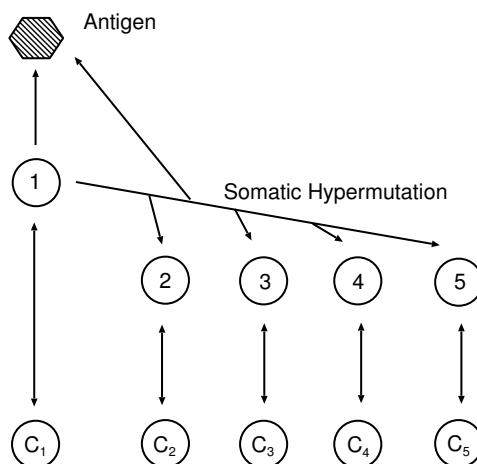 Antigen
1
Somatic Hypermutation
2 3 4 5
C₁ C₂ C₃ C₄ C₅